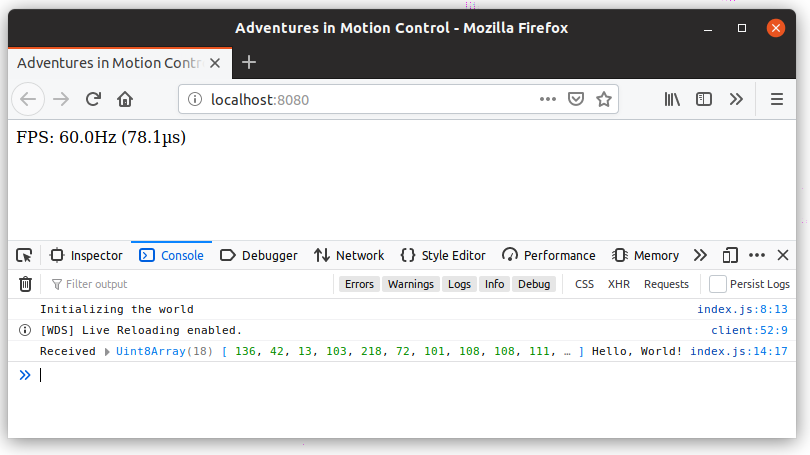 Adventures in Motion Control - Mozilla Firefox
Adventures in Motion Contr
localhost:8080
FPS: 60.0Hz (78.1µs)
Inspector Console Debugger Network Style Editor Performance Memory
Filter output Errors Warnings Logs Info Debug CSS XHR Requests Persist Logs
Initializing the world index.js:8:13
[WDS] Live Reloading enabled. client:52:9
Received Uint8Array(18) [ 136, 42, 13, 103, 218, 72, 101, 108, 108, 111, … ] Hello, World! index.js:14:17